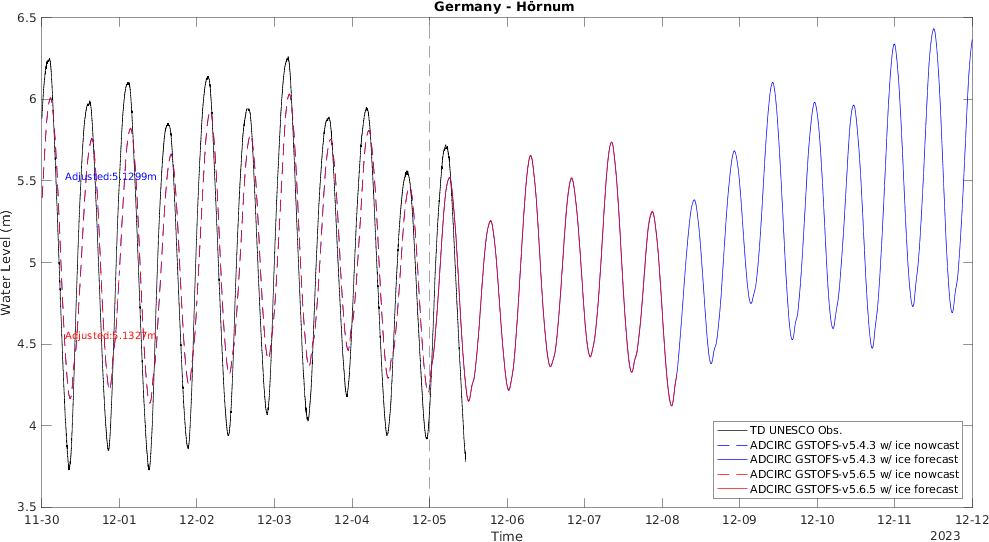 Germany - Hörnum
6.5
6
5.5
5
4.5
4
3.5
Water Level (m)
Adjusted:5.1299m
Adjusted:5.1327m
TD UNESCO Obs.
ADCIRC GSTOFS-v5.4.3 w/ ice nowcast
ADCIRC GSTOFS-v5.4.3 w/ ice forecast
ADCIRC GSTOFS-v5.6.5 w/ ice nowcast
ADCIRC GSTOFS-v5.6.5 w/ ice forecast
11-30 12-01 12-02 12-03 12-04 12-05 12-06 12-07 12-08 12-09 12-10 12-11 12-12
Time
2023